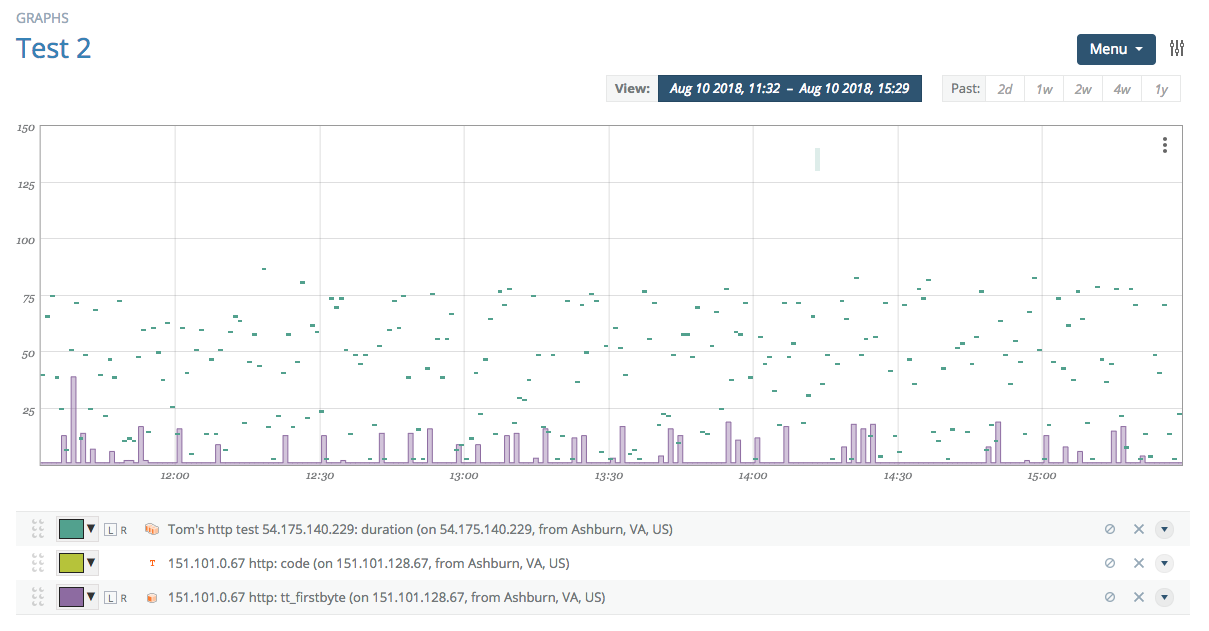 GRAPHS
Test 2
Menu
View: Aug 10 2018, 11:32 – Aug 10 2018, 15:29 Past: 2d 1w 2w 4w 1y
150
125
100
75
50
25
12:00 12:30 13:00 13:30 14:00 14:30 15:00
L R Tom's http test 54.175.140.229: duration (on 54.175.140.229, from Ashburn, VA, US)
T 151.101.0.67 http: code (on 151.101.128.67, from Ashburn, VA, US)
L R 151.101.0.67 http: tt_firstbyte (on 151.101.128.67, from Ashburn, VA, US)